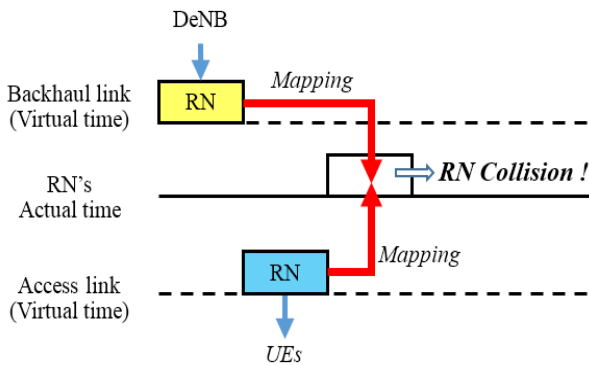 DeNB
Backhaul link
(Virtual time)
RN
Mapping
RN's
Actual time
RN Collision !
Access link
(Virtual time)
RN
Mapping
UEs